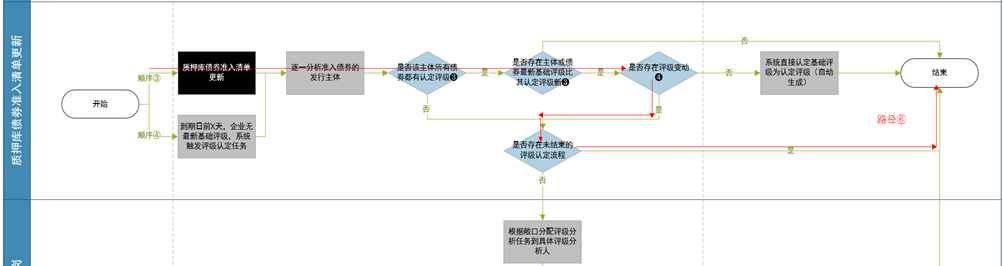 质押库债券准入清单更新
开始
顺序③
顺序④
质押库债券准入清单
更新
到期日前X天，企业无
最新基础评级，系统
触发评级认定任务
逐一分析准入债券的
发行主体
是否该主体所有债
券都有认定评级❸
是
否
是否存在主体或债
券最新基础评级比
其认定评级新❸
是
否
是否存在评级变动
❹
否
是
系统直接认定基础评
级为认定评级（自动
生成）
结束
路径⑥
是否存在未结束的
评级认定流程
是
否
根据敞口分配评级分
析任务到具体评级分
析人
岗